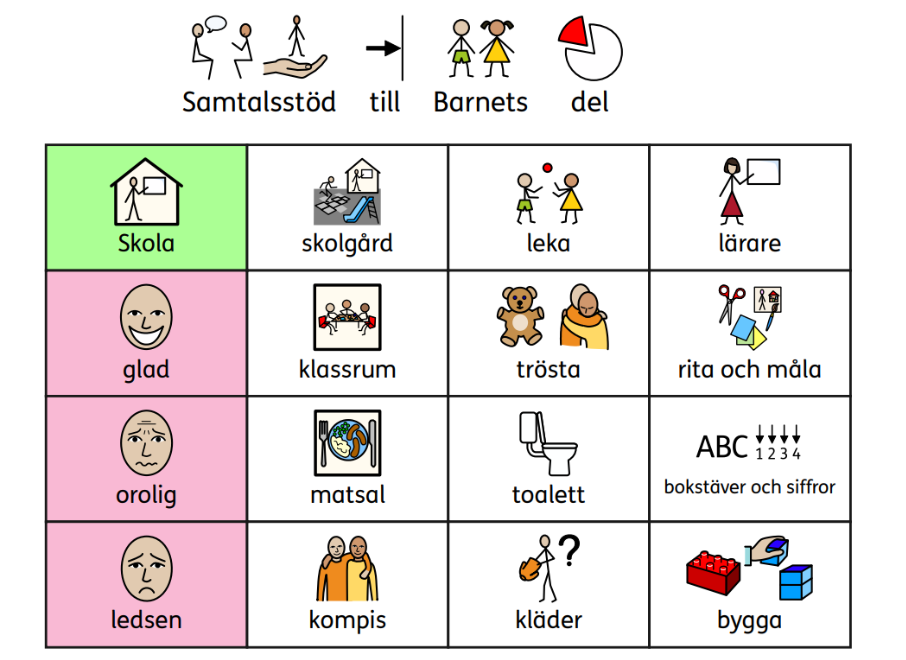 Samtalsstöd till Barnets del
Skola skolgård leka lärare
glad klassrum trösta rita och måla
ABC 1 2 3 4
orolig matsal toalett bokstäver och siffror
?
ledsen kompis kläder bygga